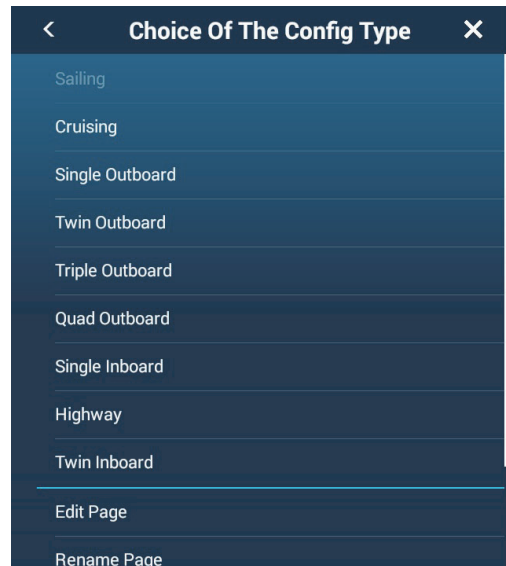 Choice Of The Config Type
Sailing
Cruising
Single Outboard
Twin Outboard
Triple Outboard
Quad Outboard
Single Inboard
Highway
Twin Inboard
Edit Page
Rename Page